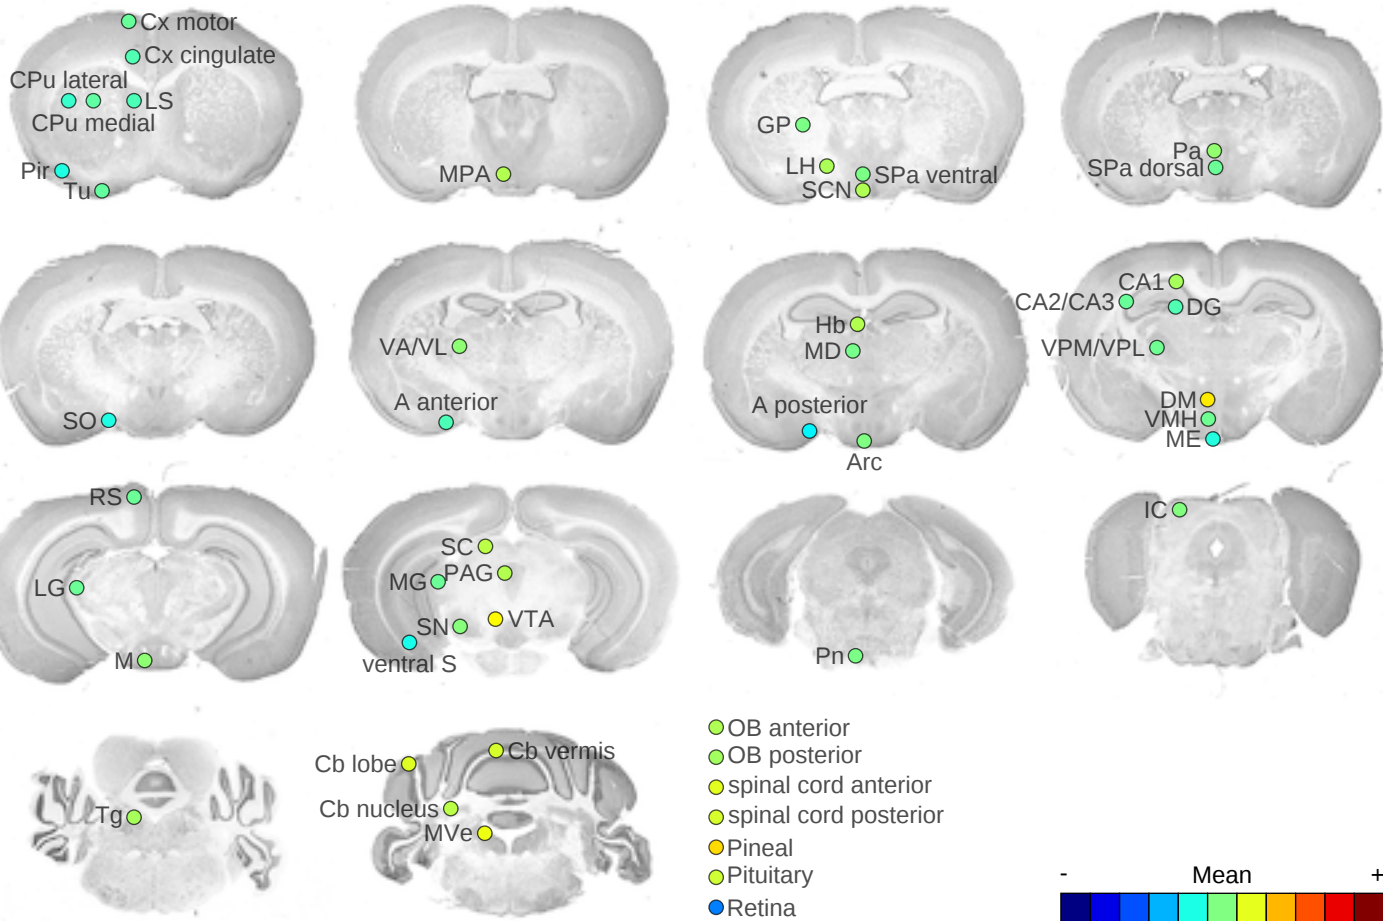 Cx motor
Cx cingulate
CPu lateral
LS
CPu medial
Pir
Tu
MPA
GP
LH
SPa ventral
SCN
Pa
SPa dorsal
SO
VA/VL
A anterior
Hb
MD
A posterior
Arc
CA1
CA2/CA3
DG
VPM/VPL
DM
VMH
ME
RS
LG
M
SC
PAG
MG
VTA
SN
ventral S
Pn
IC
Tg
Cb vermis
Cb lobe
Cb nucleus
MVe
OB anterior
OB posterior
spinal cord anterior
spinal cord posterior
Pineal
Pituitary
Retina
- Mean +